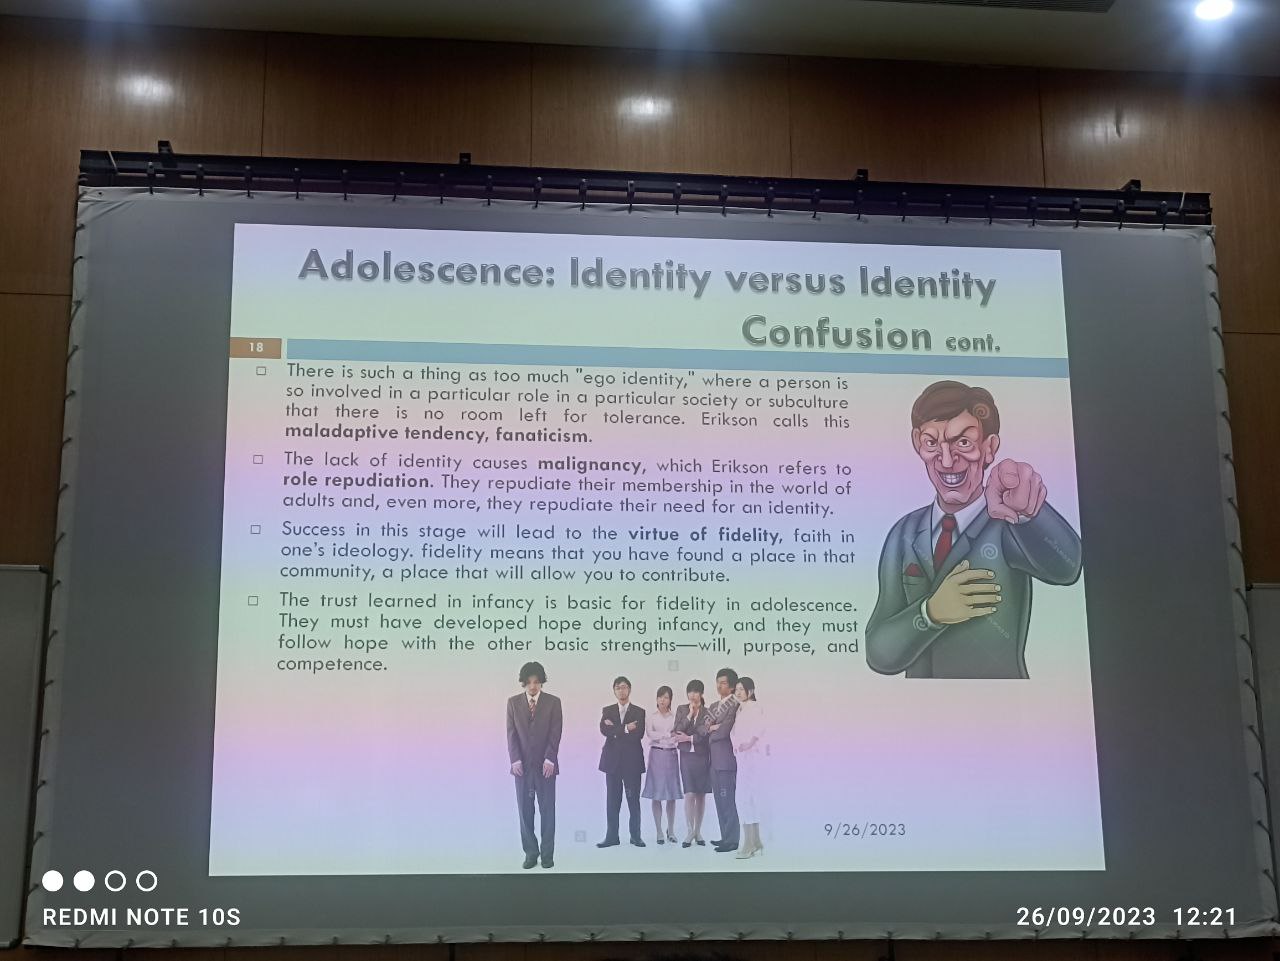 Adolescence: Identity versus Identity
Confusion cont.
18
There is such a thing as too much "ego identity," where a person is
so involved in a particular role in a particular society or subculture
that there is no room left for tolerance. Erikson calls this
maladaptive tendency, fanaticism.
The lack of identity causes malignancy, which Erikson refers to
role repudiation. They repudiate their membership in the world of
adults and, even more, they repudiate their need for an identity.
Success in this stage will lead to the virtue of fidelity, faith in
one's ideology. fidelity means that you have found a place in that
community, a place that will allow you to contribute.
The trust learned in infancy is basic for fidelity in adolescence.
They must have developed hope during infancy, and they must
follow hope with the other basic strengths—will, purpose, and
competence.
alamy
a
a
a
9/26/2023
REDMI NOTE 10S
26/09/2023 12:21